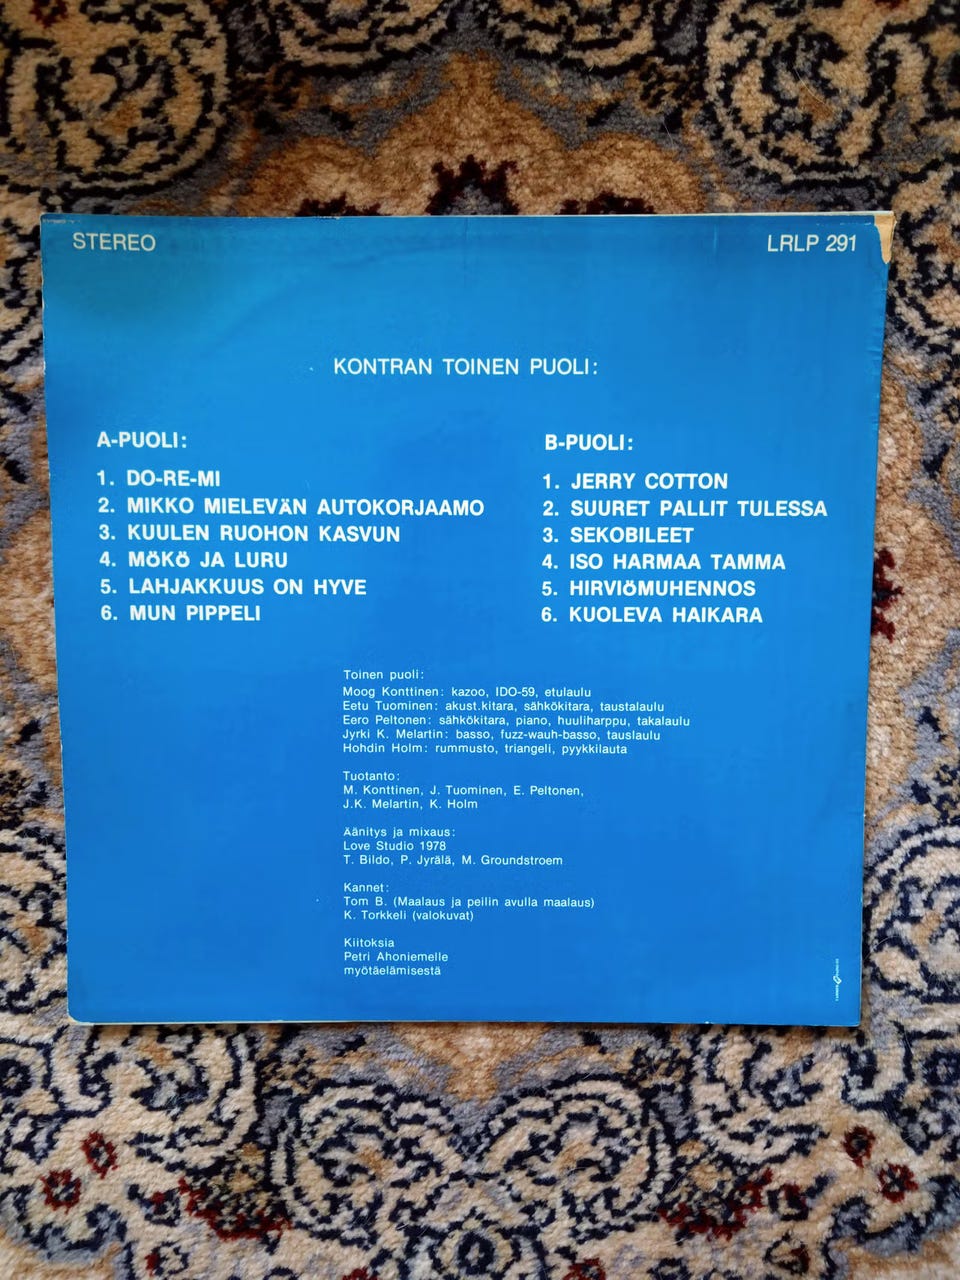 STEREO
LRLP 291
KONTRAN TOINEN PUOLI:
A-PUOLI:
1. DO-RE-MI
2. MIKKO MIELEVÄN AUTOKORJAAMO
3. KUULEN RUOHON KASVUN
4. MÖKÖ JA LURU
5. LAHJAKKUUS ON HYVE
6. MUN PIPPELI
B-PUOLI:
1. JERRY COTTON
2. SUURET PALLIT TULESSA
3. SEKOBILEET
4. ISO HARMAA TAMMA
5. HIRVIÖMUHENNOS
6. KUOLEVA HAIKARA
Toinen puoli:
Moog Konttinen: kazoo, IDO-59, etulaulu
Eetu Tuominen: akust.kitara, sähkökitara, taustalaulu
Eero Peltonen: sähkökitara, piano, huuliharppu, takalaulu
Jyrki K. Melartin: basso, fuzz-wauh-basso, tauslaulu
Hohdin Holm: rummusto, triangeli, pyykkilauta
Tuotanto:
M. Konttinen, J. Tuominen, E. Peltonen,
J.K. Melartin, K. Holm
Äänitys ja mixaus:
Love Studio 1978
T. Bildo, P. Jyrälä, M. Groundstroem
Kannet:
Tom B. (Maalaus ja peilin avulla maalaus)
K. Torkkeli (valokuvat)
Kiitoksia
Petri Ahoniemelle
myötäelämisestä